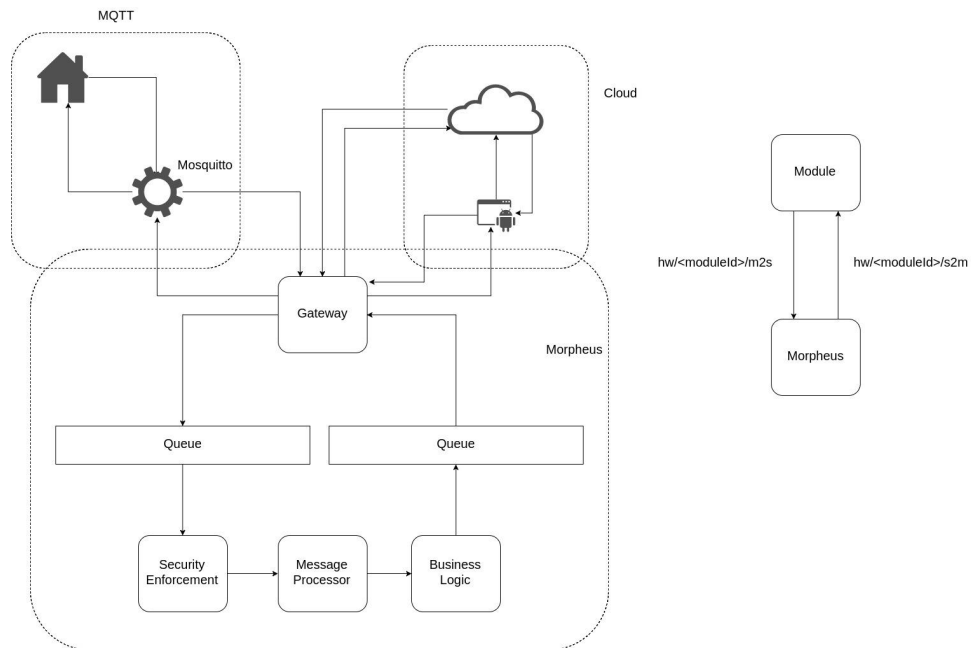 MQTT
Cloud
Mosquitto
Module
hw/<moduleId>/m2s
hw/<moduleId>/s2m
Gateway
Morpheus
Morpheus
Queue
Queue
Security
Enforcement
Message
Processor
Business
Logic